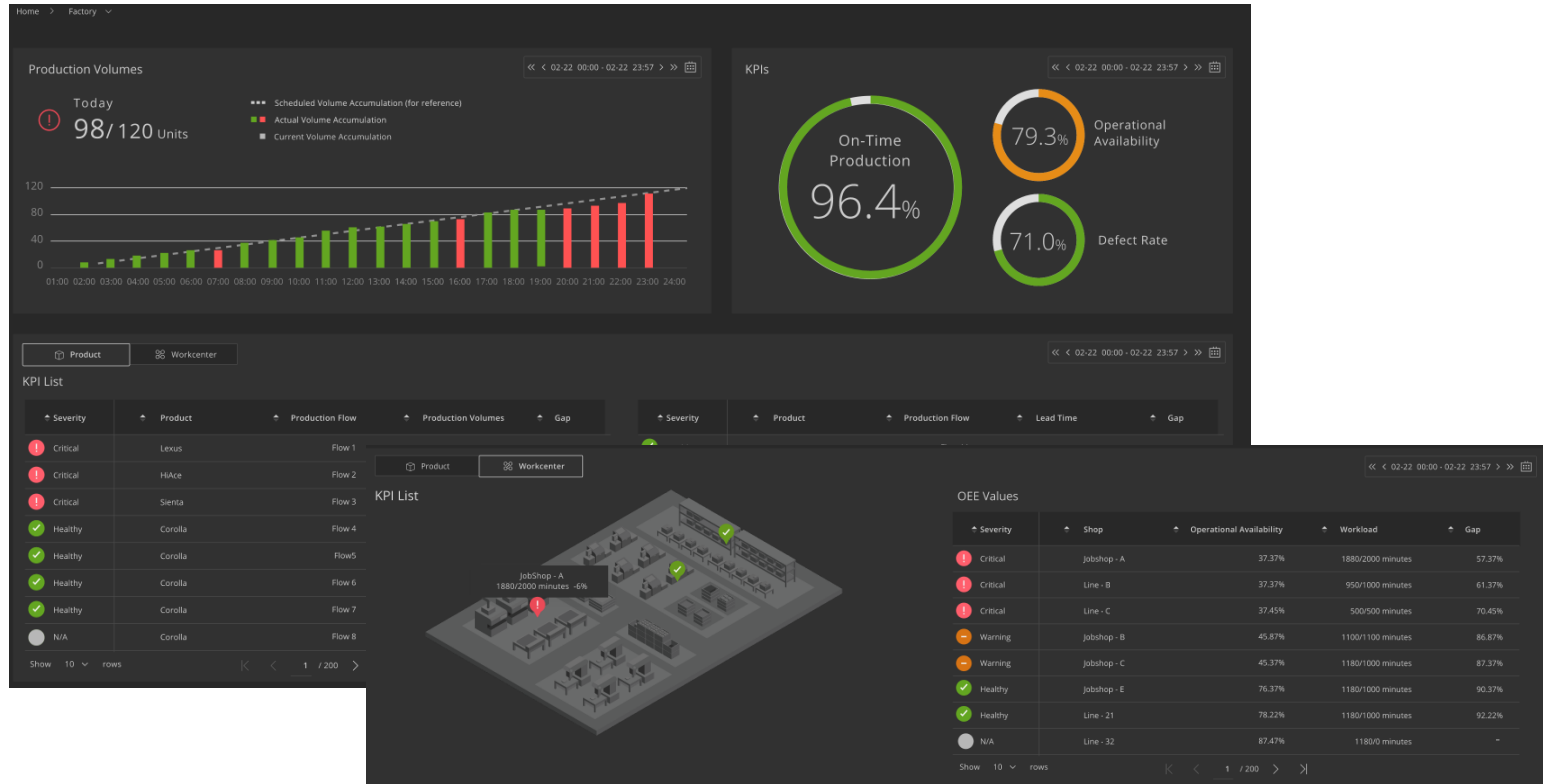 Home > Factory
Production Volumes
« < 02-22 00:00 - 02-22 23:57 > »
KPIs
« < 02-22 00:00 - 02-22 23:57 > »
Today
98/ 120 Units
Scheduled Volume Accumulation (for reference)
Actual Volume Accumulation
Current Volume Accumulation
120
80
40
0
01:00 02:00 03:00 04:00 05:00 06:00 07:00 08:00 09:00 10:00 11:00 12:00 13:00 14:00 15:00 16:00 17:00 18:00 19:00 20:00 21:00 22:00 23:00 24:00
On-Time
Production
96.4%
79.3%
Operational
Availability
71.0%
Defect Rate
Product Workcenter
« < 02-22 00:00 - 02-22 23:57 > »
KPI List
Severity Product Production Flow Production Volumes Gap
Critical Lexus Flow 1
Critical HiAce Flow 2
Critical Sienta Flow 3
Healthy Corolla Flow 4
Healthy Corolla Flow5
Healthy Corolla Flow 6
Healthy Corolla Flow 7
N/A Corolla Flow 8
Show 10 rows
1 / 200 >
Severity Product Production Flow Lead Time Gap
Product Workcenter
« < 02-22 00:00 - 02-22 23:57 > »
KPI List
JobShop - A
1880/2000 minutes -6%
OEE Values
Severity Shop Operational Availability Workload Gap
Critical Jobshop - A 37.37% 1880/2000 minutes 57.37%
Critical Line - B 37.37% 950/1000 minutes 61.37%
Critical Line - C 37.45% 500/500 minutes 70.45%
Warning Jobshop - B 45.87% 1100/1100 minutes 86.87%
Warning Jobshop - C 45.37% 1180/1000 minutes 87.37%
Healthy Jobshop - E 76.37% 1180/1000 minutes 90.37%
Healthy Line - 21 78.22% 1180/1000 minutes 92.22%
N/A Line - 32 87.47% 1180/0 minutes -
Show 10 rows
1 / 200 >